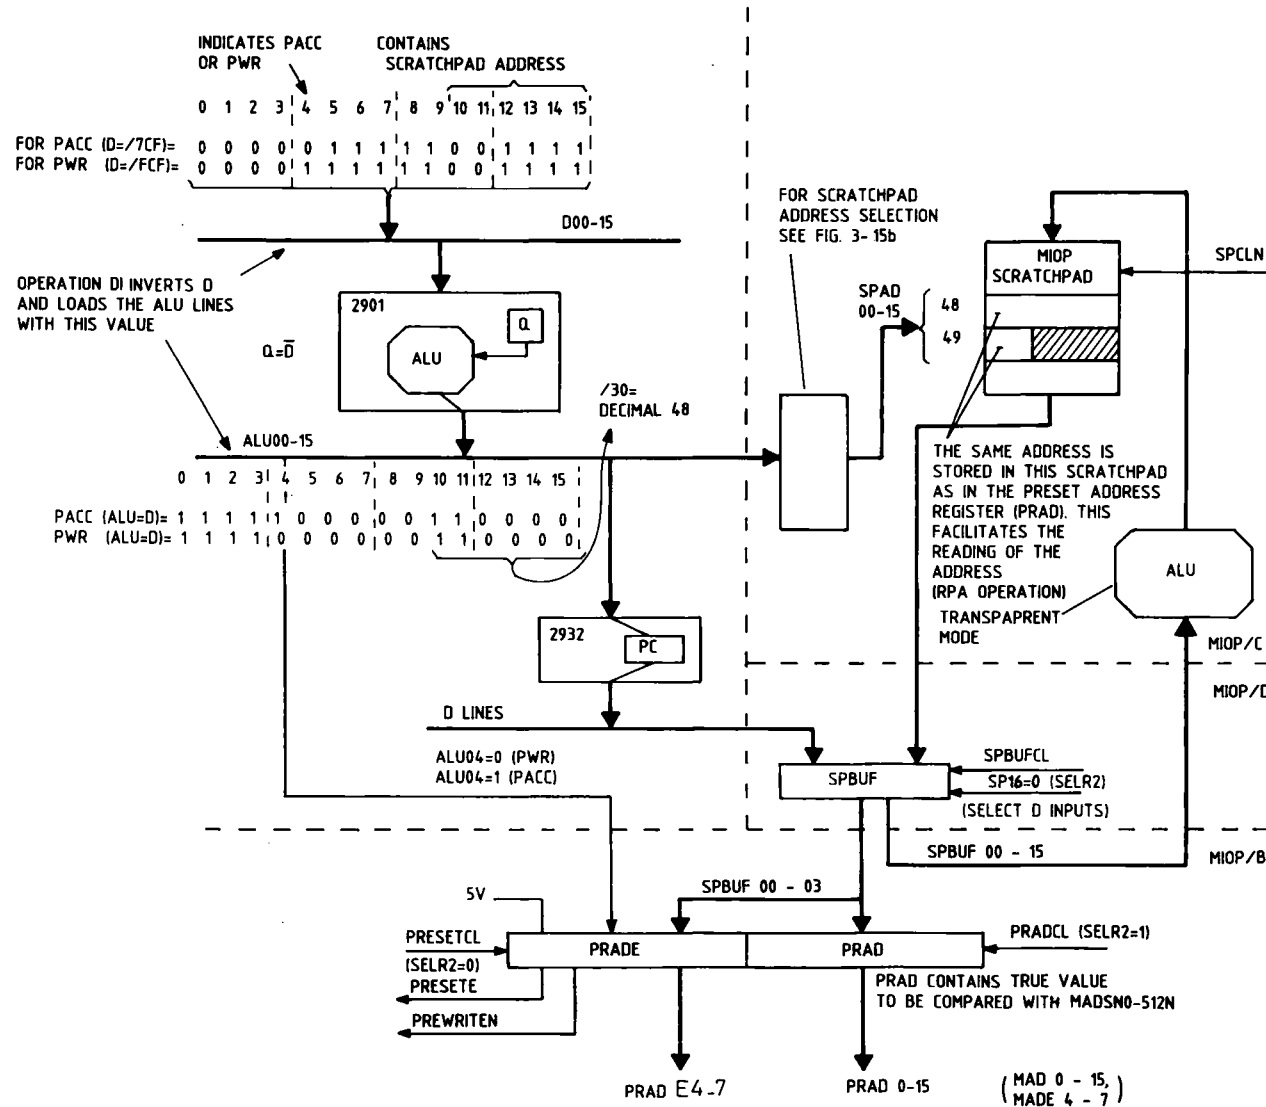 INDICATES PACC
OR PWR
CONTAINS
SCRATCHPAD ADDRESS
0 1 2 3 4 5 6 7 8 9 10 11 12 13 14 15
FOR PACC (D=/7CF)= 0 0 0 0 0 1 1 1 1 1 0 0 1 1 1 1
FOR PWR (D=/FCF)= 0 0 0 0 1 1 1 1 1 1 0 0 1 1 1 1
D00-15
OPERATION DI INVERTS D
AND LOADS THE ALU LINES
WITH THIS VALUE
2901
Q
ALU
Q=D̅
/30=
DECIMAL 48
ALU00-15
0 1 2 3 4 5 6 7 8 9 10 11 12 13 14 15
PACC (ALU=D)= 1 1 1 1 1 0 0 0 0 0 1 1 0 0 0 0
PWR (ALU=D)= 1 1 1 1 0 0 0 0 0 0 1 1 0 0 0 0
2932
PC
D LINES
ALU04=0 (PWR)
ALU04=1 (PACC)
FOR SCRATCHPAD
ADDRESS SELECTION
SEE FIG. 3-15b
SPAD
00-15
48
49
MIOP
SCRATCHPAD
SPCLN
THE SAME ADDRESS IS
STORED IN THIS SCRATCHPAD
AS IN THE PRESET ADDRESS
REGISTER (PRAD). THIS
FACILITATES THE
READING OF THE
ADDRESS
(RPA OPERATION)
TRANSPAPRENT
MODE
ALU
MIOP/C
MIOP/D
SPBUF
SPBUFCL
SP16=0 (SELR2)
(SELECT D INPUTS)
SPBUF 00 - 15
MIOP/B
SPBUF 00 - 03
5V
PRESETCL
(SELR2=0)
PRESETE
PREWRITEN
PRADE
PRAD
PRADCL (SELR2=1)
PRAD CONTAINS TRUE VALUE
TO BE COMPARED WITH MADSN0-512N
PRAD E4-7
PRAD 0-15
(MAD 0 - 15,
MADE 4 - 7)